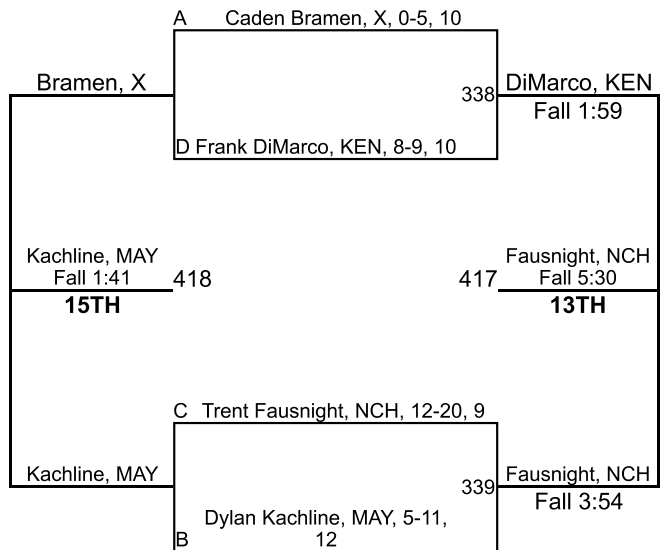 A Caden Bramen, X, 0-5, 10
Bramen, X
338
DiMarco, KEN
Fall 1:59
D Frank DiMarco, KEN, 8-9, 10
Kachline, MAY
Fall 1:41
418
15TH
417
Fausnight, NCH
Fall 5:30
13TH
C Trent Fausnight, NCH, 12-20, 9
Kachline, MAY
339
Fausnight, NCH
Fall 3:54
Dylan Kachline, MAY, 5-11,
B 12